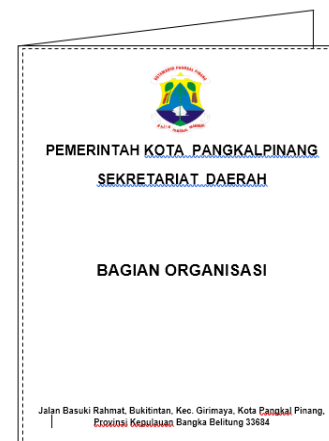 PEMERINTAH KOTA PANGKALPINANG
SEKRETARIAT DAERAH
BAGIAN ORGANISASI
Jalan Basuki Rahmat, Bukitintan, Kec. Girimaya, Kota Pangkal Pinang,
Provinsi Kepulauan Bangka Belitung 33684